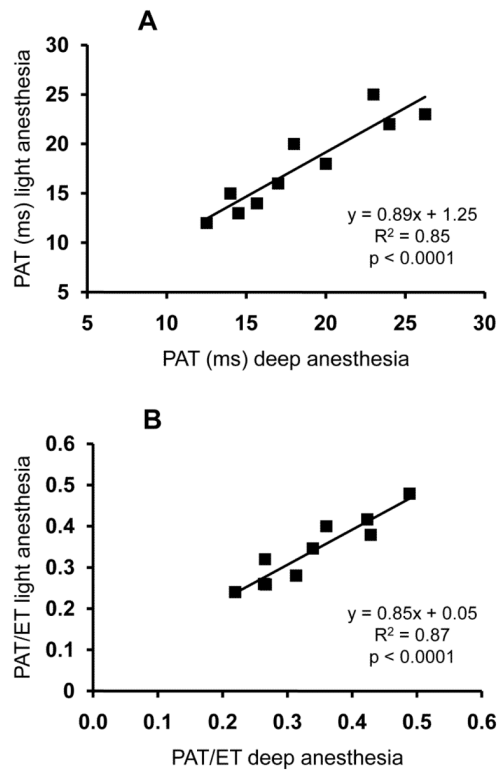 A
30
25
20
15
10
5
PAT (ms) light anesthesia
y = 0.89x + 1.25
R² = 0.85
p < 0.0001
5 10 15 20 25 30
PAT (ms) deep anesthesia
B
0.6
0.5
0.4
0.3
0.2
0.1
0
PAT/ET light anesthesia
y = 0.85x + 0.05
R² = 0.87
p < 0.0001
0.0 0.1 0.2 0.3 0.4 0.5 0.6
PAT/ET deep anesthesia